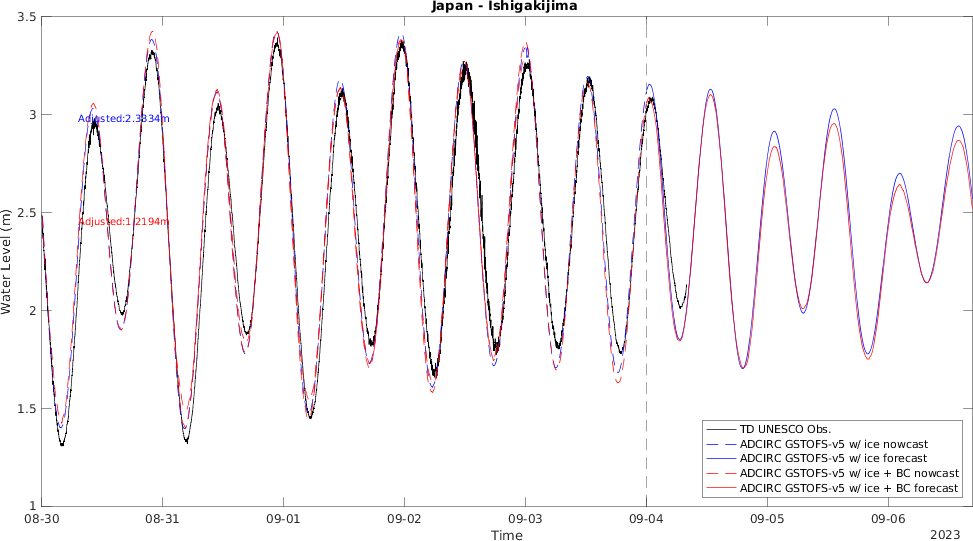 Japan - Ishigakijima
3.5
3
2.5
2
1.5
1
Water Level (m)
Adjusted:2.3334m
Adjusted:1.2194m
TD UNESCO Obs.
ADCIRC GSTOFS-v5 w/ ice nowcast
ADCIRC GSTOFS-v5 w/ ice forecast
ADCIRC GSTOFS-v5 w/ ice + BC nowcast
ADCIRC GSTOFS-v5 w/ ice + BC forecast
08-30 08-31 09-01 09-02 09-03 09-04 09-05 09-06
Time
2023